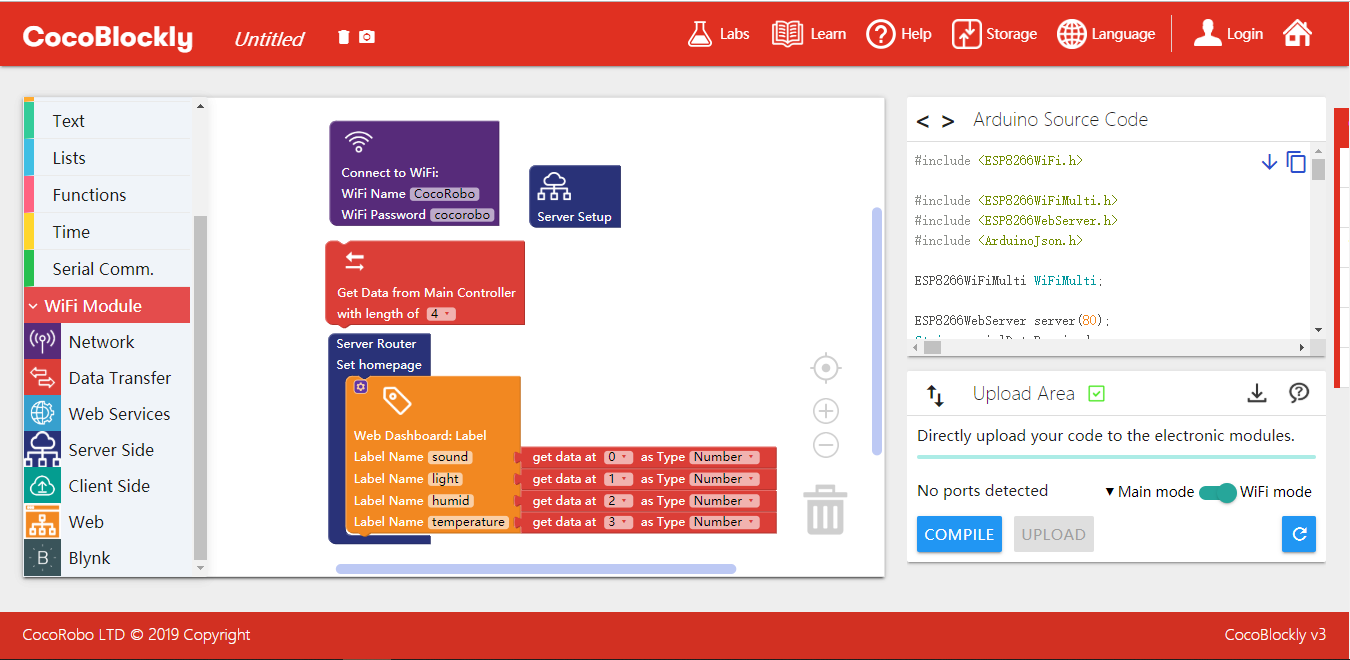 CocoBlockly Untitled Labs Learn Help Storage Language Login
Text
Lists
Functions
Time
Serial Comm.
WiFi Module
Network
Data Transfer
Web Services
Server Side
Client Side
Web
B Blynk
Connect to WiFi:
WiFi Name CocoRobo
WiFi Password cocorobo
Server Setup
Get Data from Main Controller
with length of 4
Server Router
Set homepage
Web Dashboard: Label
Label Name sound get data at 0 as Type Number
Label Name light get data at 1 as Type Number
Label Name humid get data at 2 as Type Number
Label Name temperature get data at 3 as Type Number
< > Arduino Source Code
#include <ESP8266WiFi.h>
#include <ESP8266WiFiMulti.h>
#include <ESP8266WebServer.h>
#include <ArduinoJson.h>
ESP8266WiFiMulti WiFiMulti;
ESP8266WebServer server(80);
Upload Area
Directly upload your code to the electronic modules.
No ports detected ▼ Main mode WiFi mode
COMPILE UPLOAD
CocoRobo LTD © 2019 Copyright CocoBlockly v3